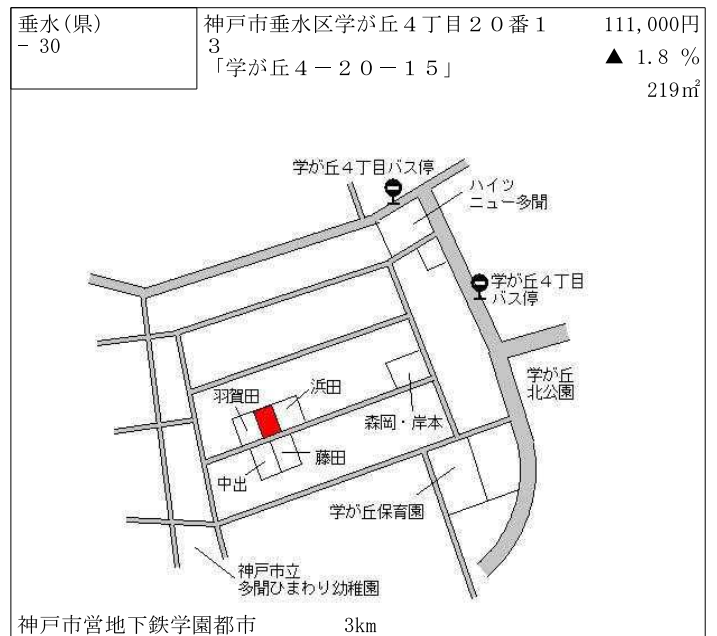 垂水(県)
- 30
神戸市垂水区学が丘４丁目２０番１
３
「学が丘４－２０－１５」
111,000円
▲ 1.8 %
219㎡
学が丘４丁目バス停
ハイツ
ニュー多聞
学が丘４丁目
バス停
学が丘
北公園
羽賀田
浜田
森岡・岸本
藤田
中出
学が丘保育園
神戸市立
多聞ひまわり幼稚園
神戸市営地下鉄学園都市 3km